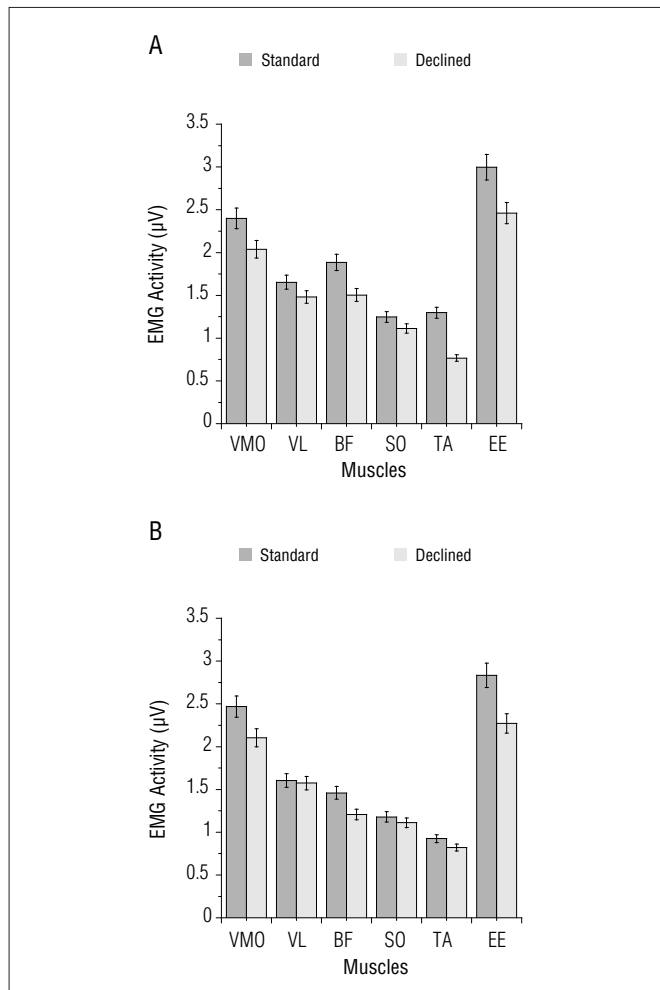 A
Standard Declined
3.5
3
2.5
2
1.5
1
0.5
0
EMG Activity (µV)
VMO VL BF SO TA EE
Muscles
B
Standard Declined
3.5
3
2.5
2
1.5
1
0.5
0
EMG Activity (µV)
VMO VL BF SO TA EE
Muscles